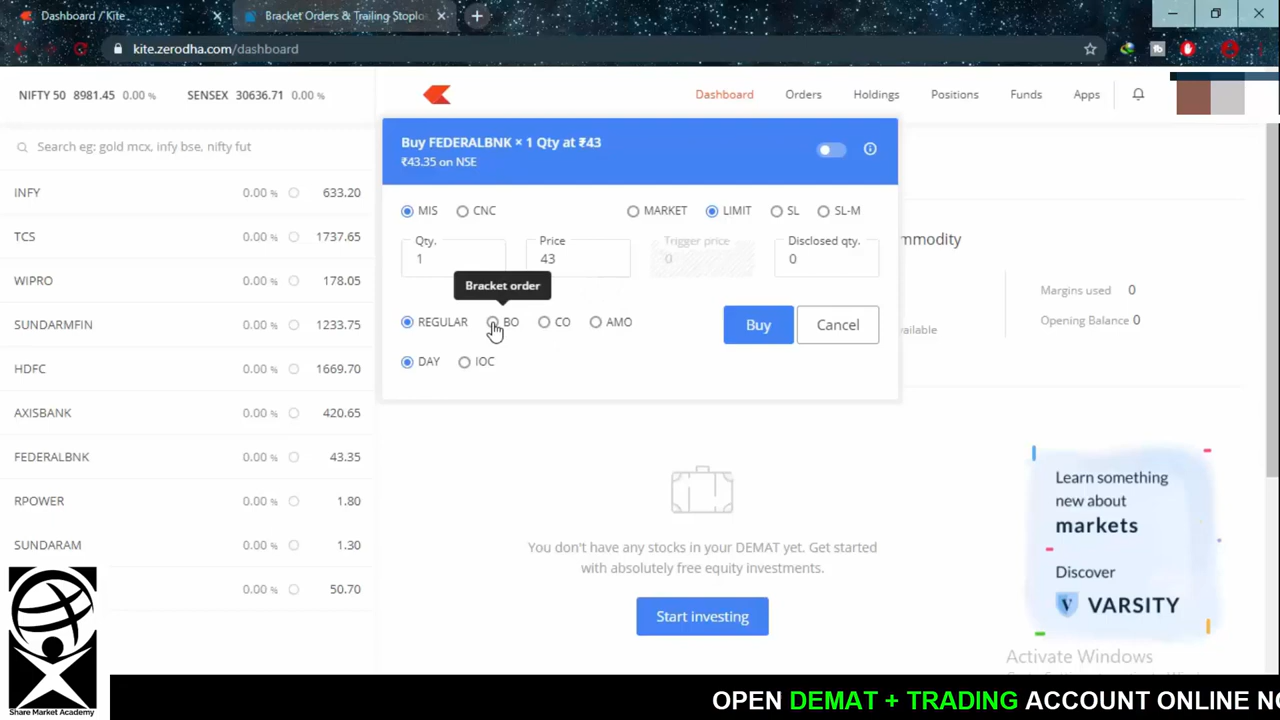 Dashboard / Kite
Bracket Orders & Trailing Stoplo
kite.zerodha.com/dashboard
NIFTY 50 8981.45 0.00 %
SENSEX 30636.71 0.00 %
Dashboard
Orders
Holdings
Positions
Funds
Apps
Search eg: gold mcx, infy bse, nifty fut
INFY 0.00 % 633.20
TCS 0.00 % 1737.65
WIPRO 0.00 % 178.05
SUNDARMFIN 0.00 % 1233.75
HDFC 0.00 % 1669.70
AXISBANK 0.00 % 420.65
FEDERALBNK 0.00 % 43.35
RPOWER 0.00 % 1.80
SUNDARAM 0.00 % 1.30
0.00 % 50.70
Buy FEDERALBNK × 1 Qty at ₹43
₹43.35 on NSE
MIS CNC MARKET LIMIT SL SL-M
Qty. Price Trigger price Disclosed qty.
1 43 0 0
Bracket order
REGULAR BO CO AMO
Buy Cancel
DAY IOC
mmodity
Margins used 0
Opening Balance 0
vailable
You don't have any stocks in your DEMAT yet. Get started
with absolutely free equity investments.
Start investing
Learn something
new about
markets
Discover
V VARSITY
Activate Windows
Share Market Academy
OPEN DEMAT + TRADING ACCOUNT ONLINE NO